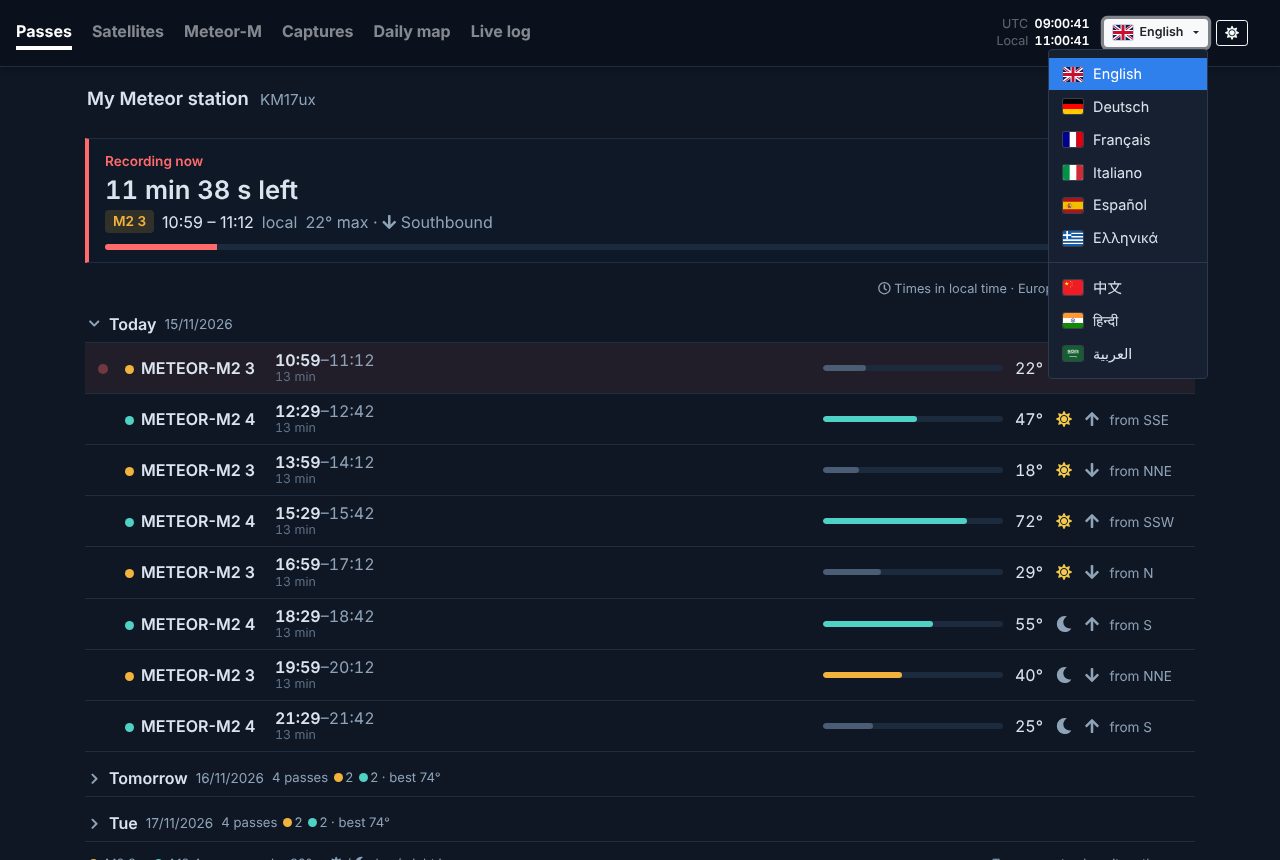 Passes Satellites Meteor-M Captures Daily map Live log
UTC 09:00:41
Local 11:00:41
English
English
Deutsch
Français
Italiano
Español
Ελληνικά
中文
हिन्दी
العربية
My Meteor station KM17ux
Recording now
11 min 38 s left
M2 3 10:59 – 11:12 local 22° max · Southbound
Times in local time ·
Today 15/11/2026
METEOR-M2 3 10:59–11:12 22°
13 min
METEOR-M2 4 12:29–12:42 47° from SSE
13 min
METEOR-M2 3 13:59–14:12 18° from NNE
13 min
METEOR-M2 4 15:29–15:42 72° from SSW
13 min
METEOR-M2 3 16:59–17:12 29° from N
13 min
METEOR-M2 4 18:29–18:42 55° from S
13 min
METEOR-M2 3 19:59–20:12 40° from NNE
13 min
METEOR-M2 4 21:29–21:42 25° from S
13 min
Tomorrow 16/11/2026 4 passes 2 2 · best 74°
Tue 17/11/2026 4 passes 2 2 · best 74°